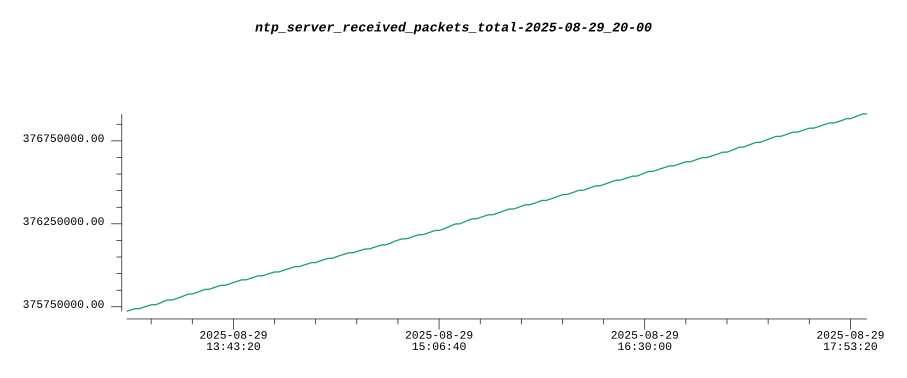 ntp_server_received_packets_total-2025-08-29_20-00
376750000.00
376250000.00
375750000.00
2025-08-29 2025-08-29 2025-08-29 2025-08-29
13:43:20 15:06:40 16:30:00 17:53:20